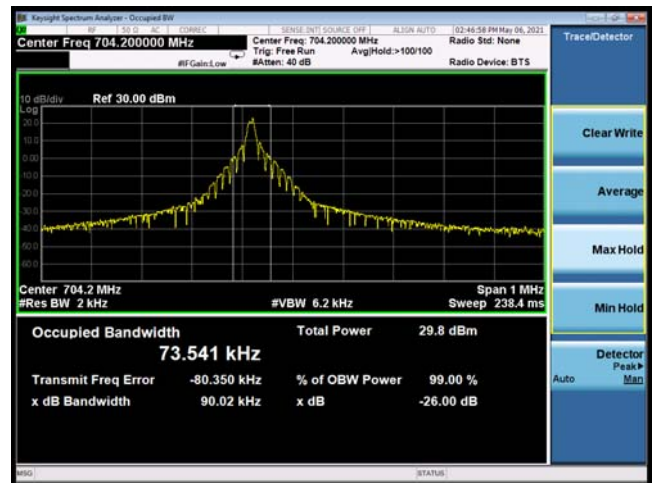 Keysight Spectrum Analyzer - Occupied BW
RF 50 Ω AC CORREC SENSE:INT SOURCE OFF ALIGN AUTO 02:46:58 PM May 06, 2021
Center Freq 704.200000 MHz Center Freq: 704.200000 MHz Radio Std: None
Trig: Free Run Avg|Hold:>100/100
#IFGain:Low #Atten: 40 dB Radio Device: BTS
10 dB/div Ref 30.00 dBm
Log
20.0
10.0
0.00
Center 704.2 MHz Span 1 MHz
#Res BW 2 kHz #VBW 6.2 kHz Sweep 238.4 ms
Occupied Bandwidth Total Power 29.8 dBm
73.541 kHz
Transmit Freq Error -80.350 kHz % of OBW Power 99.00 %
x dB Bandwidth 90.02 kHz x dB -26.00 dB
MSG STATUS
Trace/Detector
Clear Write
Average
Max Hold
Min Hold
Detector
Peak▶
Auto Man